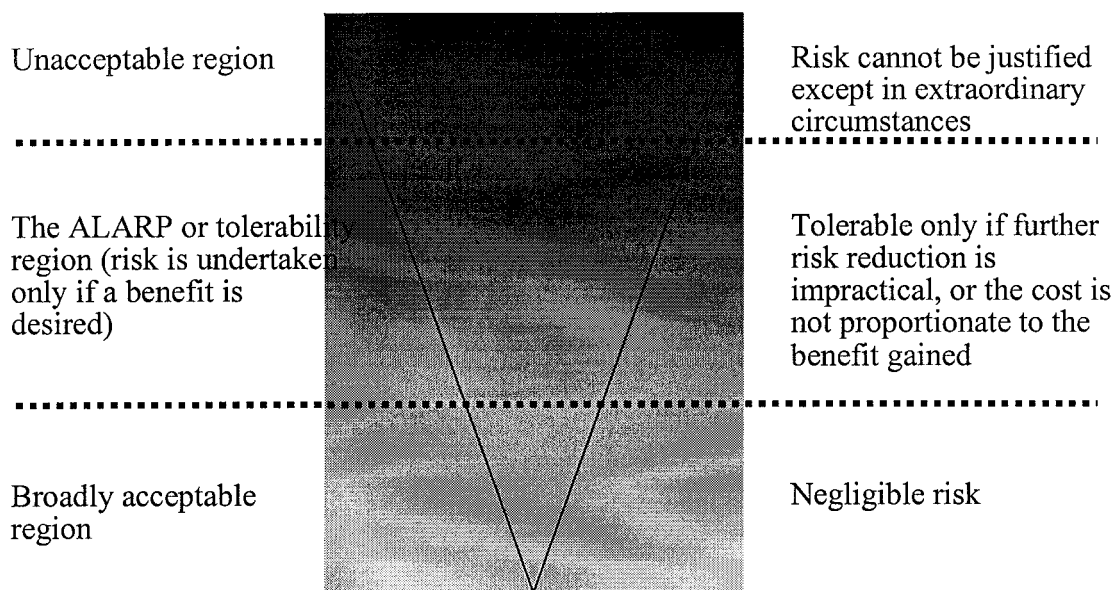 Unacceptable region
Risk cannot be justified
except in extraordinary
circumstances
The ALARP or tolerability
region (risk is undertaken
only if a benefit is
desired)
Tolerable only if further
risk reduction is
impractical, or the cost is
not proportionate to the
benefit gained
Broadly acceptable
region
Negligible risk